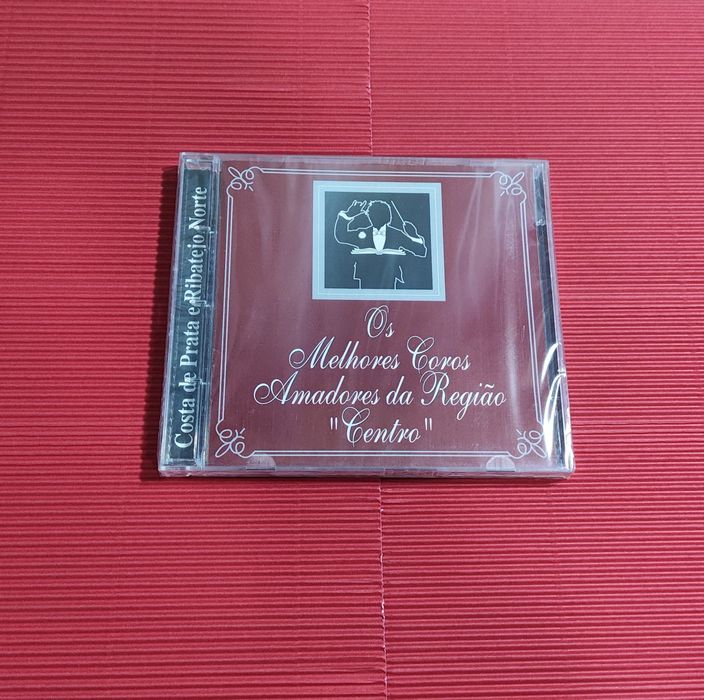 Costa de Prata e Ribatejo Norte
Os
Melhores Coros
Amadores da Região
"Centro"